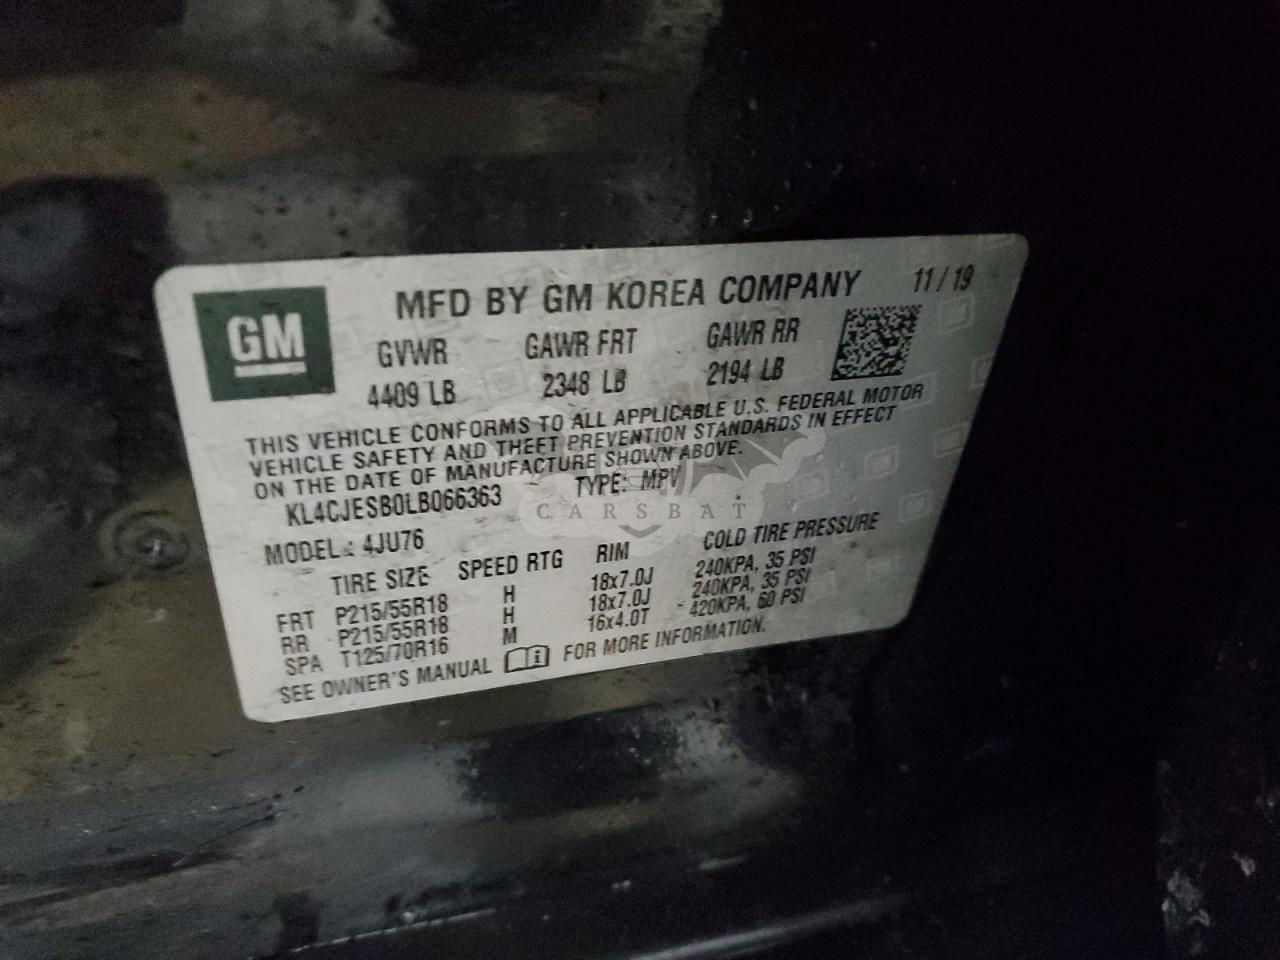 GM
MFD BY GM KOREA COMPANY 11/19
GVWR GAWR FRT GAWR RR
4409 LB 2348 LB 2194 LB
THIS VEHICLE CONFORMS TO ALL APPLICABLE U.S. FEDERAL MOTOR
VEHICLE SAFETY AND THEFT PREVENTION STANDARDS IN EFFECT
ON THE DATE OF MANUFACTURE SHOWN ABOVE.
KL4CJESB0LB066363 TYPE: MPV
CARSBAT
MODEL: 4JU76
TIRE SIZE SPEED RTG RIM COLD TIRE PRESSURE
FRT P215/55R18 H 18x7.0J 240KPA, 35 PSI
RR P215/55R18 H 18x7.0J 240KPA, 35 PSI
SPA T125/70R16 M 16x4.0T 420KPA, 60 PSI
SEE OWNER'S MANUAL FOR MORE INFORMATION.